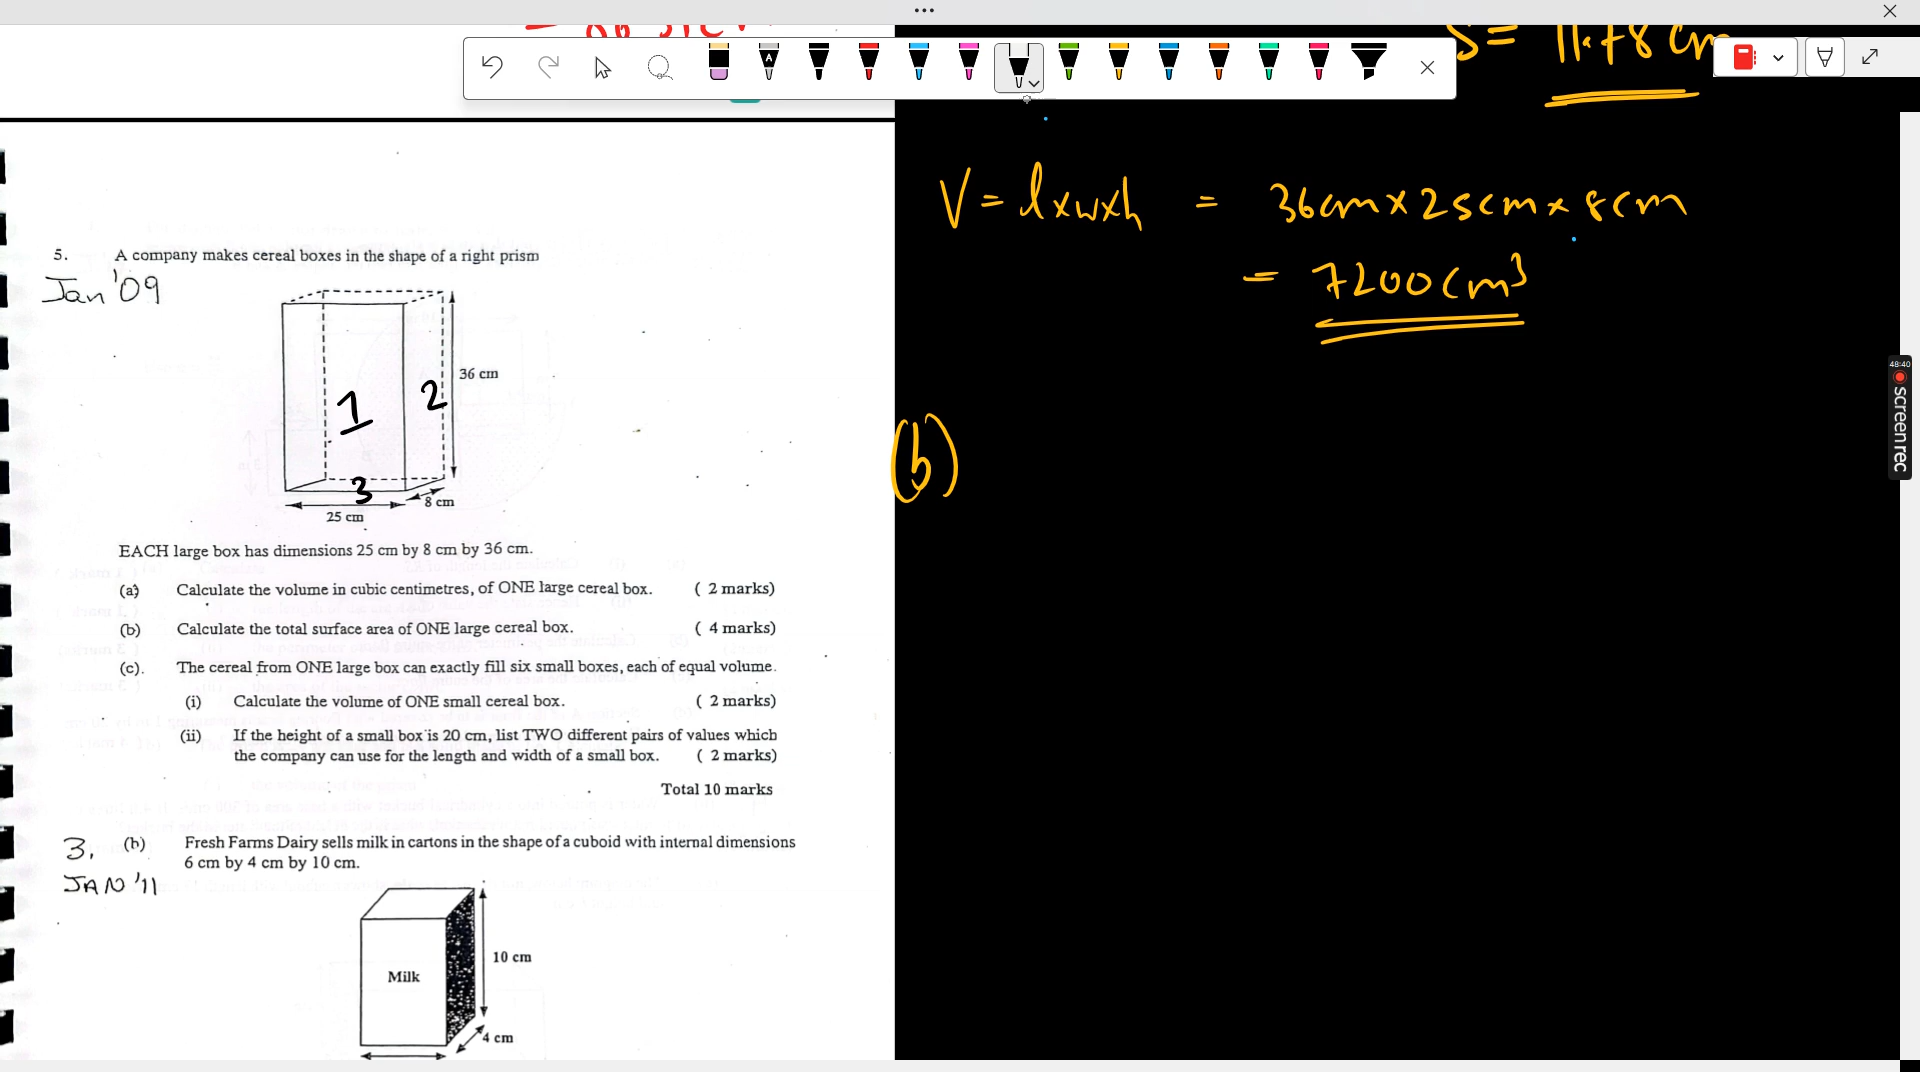 S = 11.78 cm
V = l x w x h = 36cm x 25cm x 8cm
= 7200cm³
(b)
5. A company makes cereal boxes in the shape of a right prism
Jan '09
1
2
3
36 cm
8 cm
25 cm
EACH large box has dimensions 25 cm by 8 cm by 36 cm.
(a) Calculate the volume in cubic centimetres, of ONE large cereal box. ( 2 marks)
(b) Calculate the total surface area of ONE large cereal box. ( 4 marks)
(c). The cereal from ONE large box can exactly fill six small boxes, each of equal volume.
(i) Calculate the volume of ONE small cereal box. ( 2 marks)
(ii) If the height of a small box is 20 cm, list TWO different pairs of values which
the company can use for the length and width of a small box. ( 2 marks)
Total 10 marks
3. (b) Fresh Farms Dairy sells milk in cartons in the shape of a cuboid with internal dimensions
6 cm by 4 cm by 10 cm.
JAN '11
Milk
10 cm
4 cm
48:40
screen rec